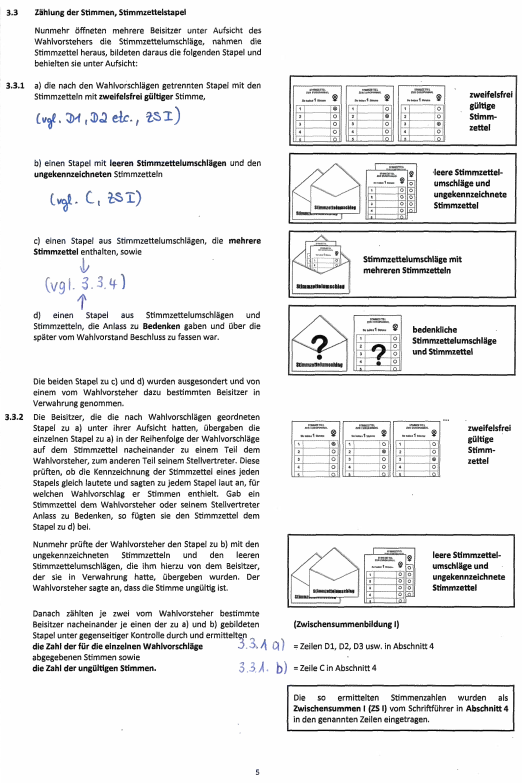 3.3 Zählung der Stimmen, Stimmzettelstapel
Nunmehr öffneten mehrere Beisitzer unter Aufsicht des
Wahlvorstehers die Stimmzettelumschläge, nahmen die
Stimmzettel heraus, bildeten daraus die folgenden Stapel und
behielten sie unter Aufsicht:
3.3.1 a) die nach den Wahlvorschlägen getrennten Stapel mit den
Stimmzetteln mit zweifelsfrei gültiger Stimme,
(vgl. D1, D2 etc., ZS I)
zweifelsfrei
gültige
Stimm-
zettel
b) einen Stapel mit leeren Stimmzettelumschlägen und den
ungekennzeichneten Stimmzetteln
(vgl. C, ZS I)
Stimmzettelumschlag
leere Stimmzettel-
umschläge und
ungekennzeichnete
Stimmzettel
c) einen Stapel aus Stimmzettelumschlägen, die mehrere
Stimmzettel enthalten, sowie
(vgl. 3.3.4)
Stimmzettelumschlag
Stimmzettelumschläge mit
mehreren Stimmzetteln
d) einen Stapel aus Stimmzettelumschlägen und
Stimmzetteln, die Anlass zu Bedenken gaben und über die
später vom Wahlvorstand Beschluss zu fassen war.
?
Stimmzettelumschlag
?
bedenkliche
Stimmzettelumschläge
und Stimmzettel
Die beiden Stapel zu c) und d) wurden ausgesondert und von
einem vom Wahlvorsteher dazu bestimmten Beisitzer in
Verwahrung genommen.
3.3.2 Die Beisitzer, die die nach Wahlvorschlägen geordneten
Stapel zu a) unter ihrer Aufsicht hatten, übergaben die
einzelnen Stapel zu a) in der Reihenfolge der Wahlvorschläge
auf dem Stimmzettel nacheinander zu einem Teil dem
Wahlvorsteher, zum anderen Teil seinem Stellvertreter. Diese
prüften, ob die Kennzeichnung der Stimmzettel eines jeden
Stapels gleich lautete und sagten zu jedem Stapel laut an, für
welchen Wahlvorschlag er Stimmen enthielt. Gab ein
Stimmzettel dem Wahlvorsteher oder seinem Stellvertreter
Anlass zu Bedenken, so fügten sie den Stimmzettel dem
Stapel zu d) bei.
zweifelsfrei
gültige
Stimm-
zettel
Nunmehr prüfte der Wahlvorsteher den Stapel zu b) mit den
ungekennzeichneten Stimmzetteln und den leeren
Stimmzettelumschlägen, die ihm hierzu von dem Beisitzer,
der sie in Verwahrung hatte, übergeben wurden. Der
Wahlvorsteher sagte an, dass die Stimme ungültig ist.
Stimmzettelumschlag
leere Stimmzettel-
umschläge und
ungekennzeichnete
Stimmzettel
Danach zählten je zwei vom Wahlvorsteher bestimmte
Beisitzer nacheinander je einen der zu a) und b) gebildeten
Stapel unter gegenseitiger Kontrolle durch und ermittelten
die Zahl der für die einzelnen Wahlvorschläge
abgegebenen Stimmen sowie
die Zahl der ungültigen Stimmen.
(Zwischensummenbildung I)
3.3.1 a) = Zeilen D1, D2, D3 usw. in Abschnitt 4
3.3.1. b) = Zeile C in Abschnitt 4
Die so ermittelten Stimmenzahlen wurden als
Zwischensummen I (ZS I) vom Schriftführer in Abschnitt 4
in den genannten Zeilen eingetragen.
5